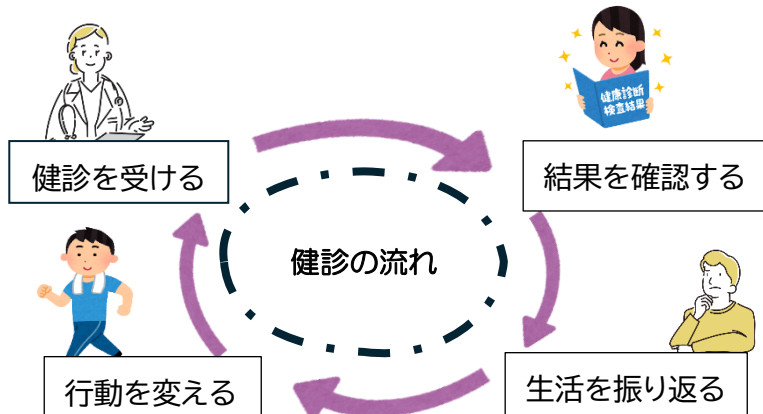 健康診断
検査結果
健診を受ける
結果を確認する
健診の流れ
行動を変える
生活を振り返る